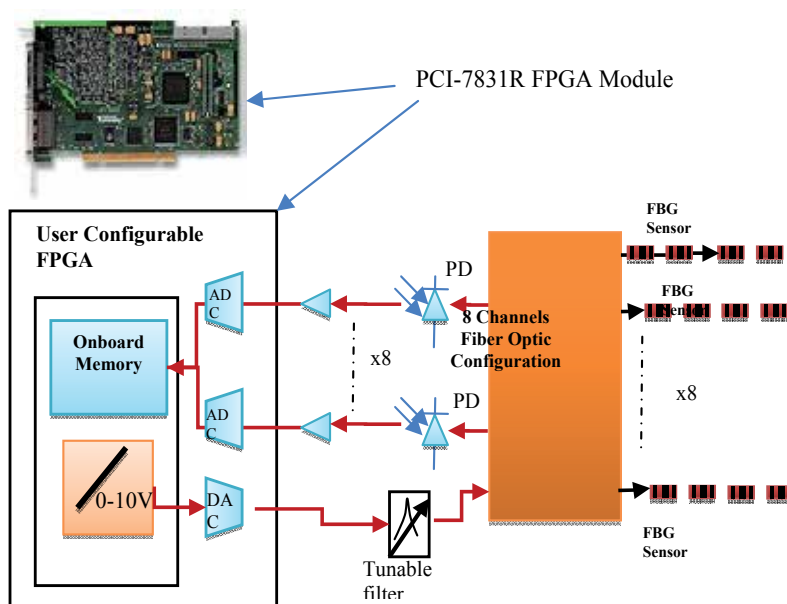 PCI-7831R FPGA Module
User Configurable
FPGA
AD
C
Onboard
Memory
AD
C
0-10V
DA
C
x8
PD
PD
Tunable
filter
8 Channels
Fiber Optic
Configuration
FBG
Sensor
FBG
Sensor
x8
FBG
Sensor